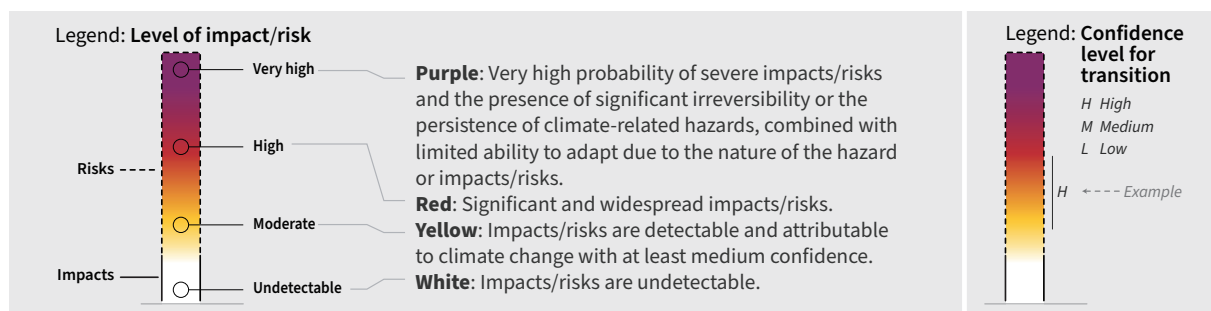 Legend: Level of impact/risk
Very high
High
Risks
Moderate
Impacts
Undetectable
Purple: Very high probability of severe impacts/risks
and the presence of significant irreversibility or the
persistence of climate-related hazards, combined with
limited ability to adapt due to the nature of the hazard
or impacts/risks.
Red: Significant and widespread impacts/risks.
Yellow: Impacts/risks are detectable and attributable
to climate change with at least medium confidence.
White: Impacts/risks are undetectable.
Legend: Confidence
level for
transition
H High
M Medium
L Low
H Example